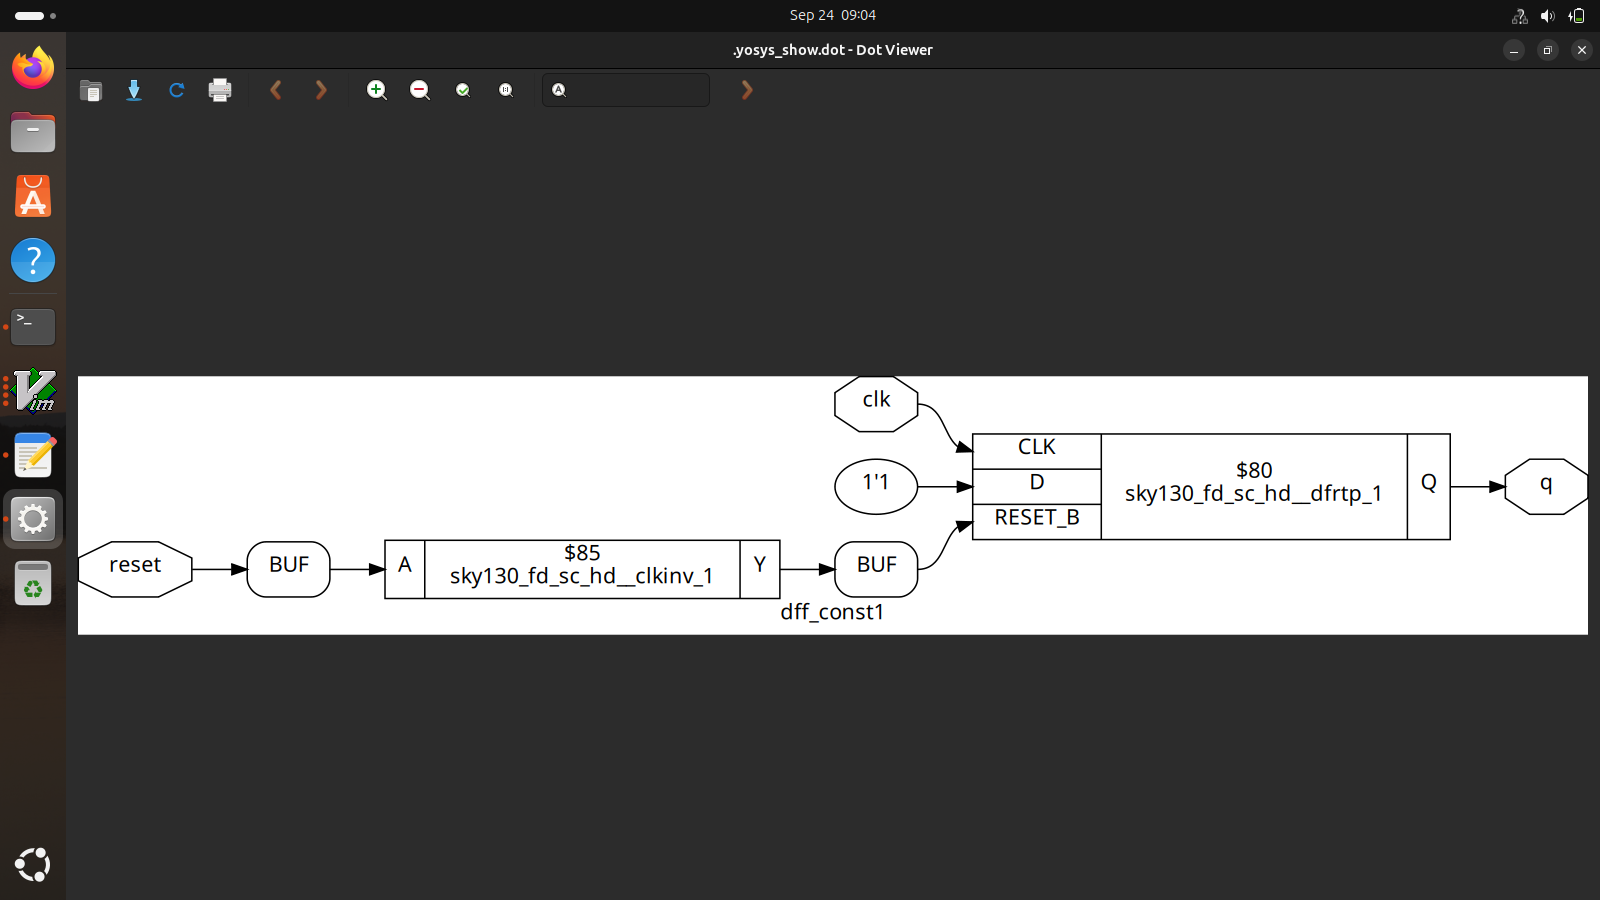 Sep 24 09:04
.yosys_show.dot - Dot Viewer
clk
CLK
1'1
D
$80
sky130_fd_sc_hd__dfrtp_1
Q
q
RESET_B
reset
BUF
A
$85
sky130_fd_sc_hd__clkinv_1
Y
BUF
dff_const1